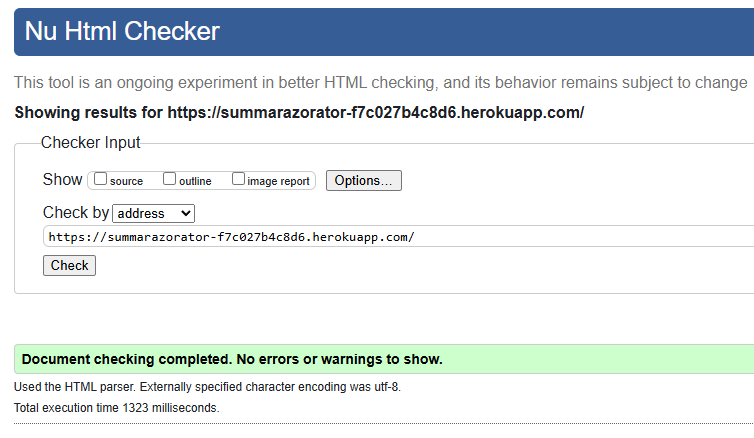 Nu Html Checker
This tool is an ongoing experiment in better HTML checking, and its behavior remains subject to change
Showing results for https://summarazorator-f7c027b4c8d6.herokuapp.com/
Checker Input
Show source outline image report Options...
Check by address
https://summarazorator-f7c027b4c8d6.herokuapp.com/
Check
Document checking completed. No errors or warnings to show.
Used the HTML parser. Externally specified character encoding was utf-8.
Total execution time 1323 milliseconds.